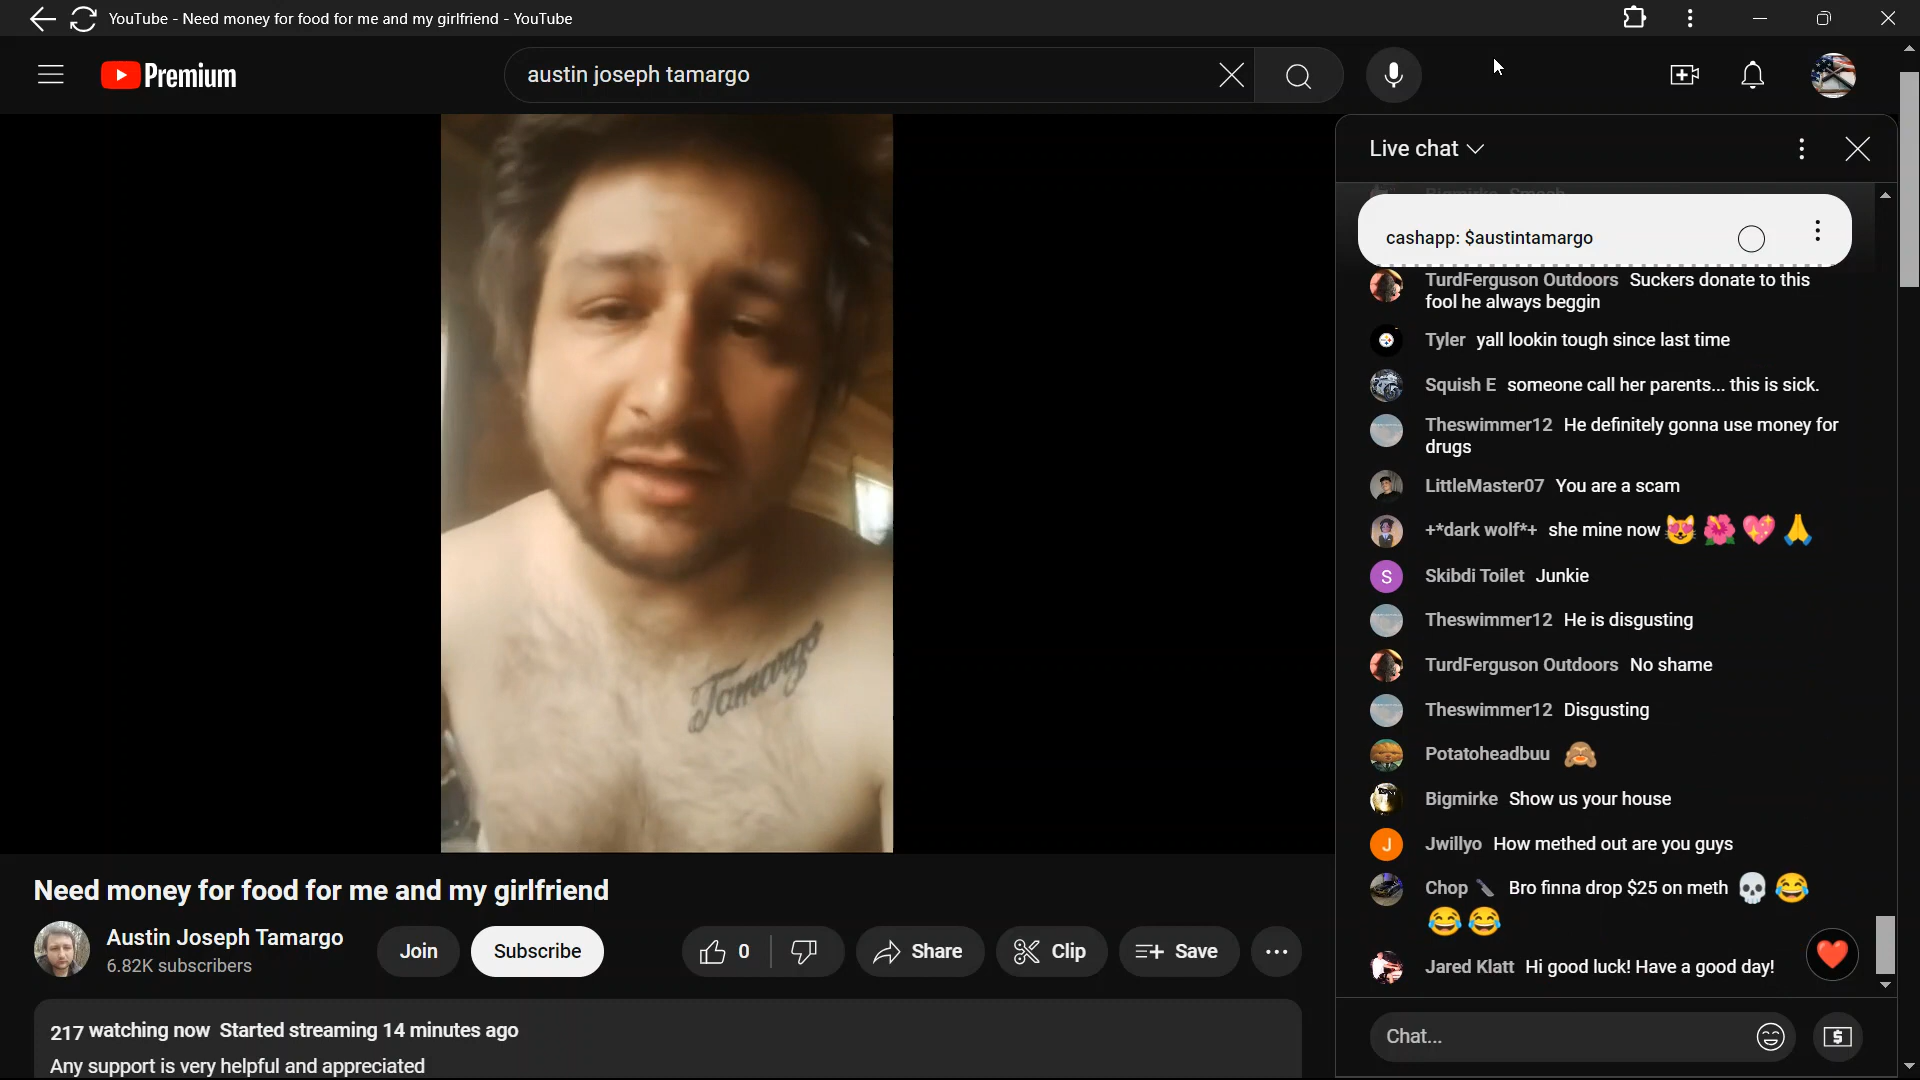 YouTube - Need money for food for me and my girlfriend - YouTube
Premium
austin joseph tamargo
Live chat
Bigmirke Smash
cashapp: $austintamargo
TurdFerguson Outdoors Suckers donate to this
fool he always beggin
Tyler yall lookin tough since last time
Squish E someone call her parents... this is sick.
Theswimmer12 He definitely gonna use money for
drugs
LittleMaster07 You are a scam
+*dark wolf*+ she mine now 😻 🌺 💖 🙏
S Skibdi Toilet Junkie
Theswimmer12 He is disgusting
TurdFerguson Outdoors No shame
Theswimmer12 Disgusting
Potatoheadbuu 🙈
Bigmirke Show us your house
J Jwillyo How methed out are you guys
Chop 🔪 Bro finna drop $25 on meth 💀 😂
😂 😂
Jared Klatt Hi good luck! Have a good day!
Chat...
Tamargo
Need money for food for me and my girlfriend
Austin Joseph Tamargo
6.82K subscribers
Join
Subscribe
0
Share
Clip
Save
217 watching now Started streaming 14 minutes ago
Any support is very helpful and appreciated